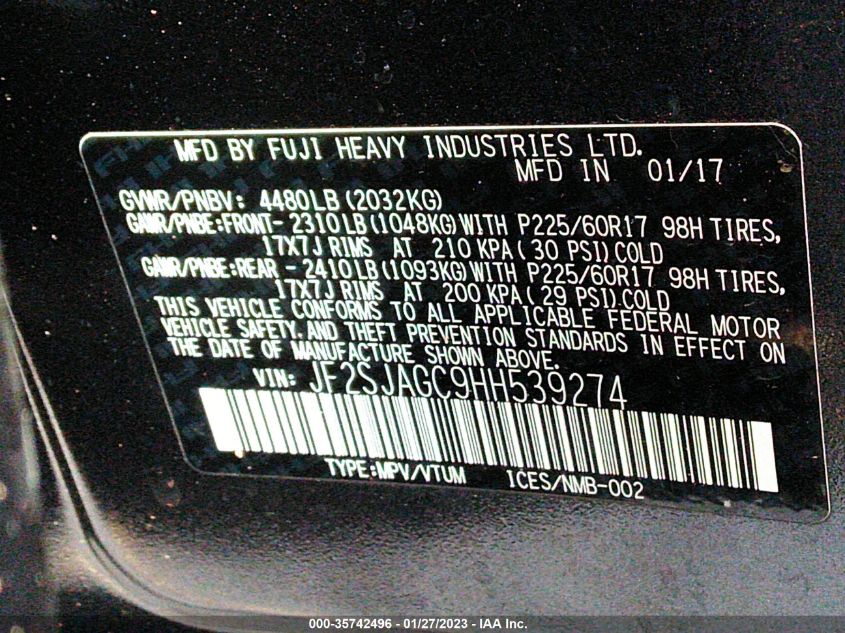 MFD BY FUJI HEAVY INDUSTRIES LTD.
MFD IN 01/17
GVWR/PNBV: 4480LB (2032KG)
GAWR/PNBE:FRONT- 2310LB (1048KG) WITH P225/60R17 98H TIRES,
17X7J RIMS AT 210 KPA ( 30 PSI) COLD
GAWR/PNBE:REAR - 2410LB (1093KG) WITH P225/60R17 98H TIRES,
17X7J RIMS AT 200 KPA ( 29 PSI) COLD
THIS VEHICLE CONFORMS TO ALL APPLICABLE FEDERAL MOTOR
VEHICLE SAFETY, AND THEFT PREVENTION STANDARDS IN EFFECT ON
THE DATE OF MANUFACTURE SHOWN ABOVE.
VIN: JF2SJAGC9HH539274
TYPE:MPV/VTUM ICES/NMB-002
000-35742496 - 01/27/2023 - IAA Inc.